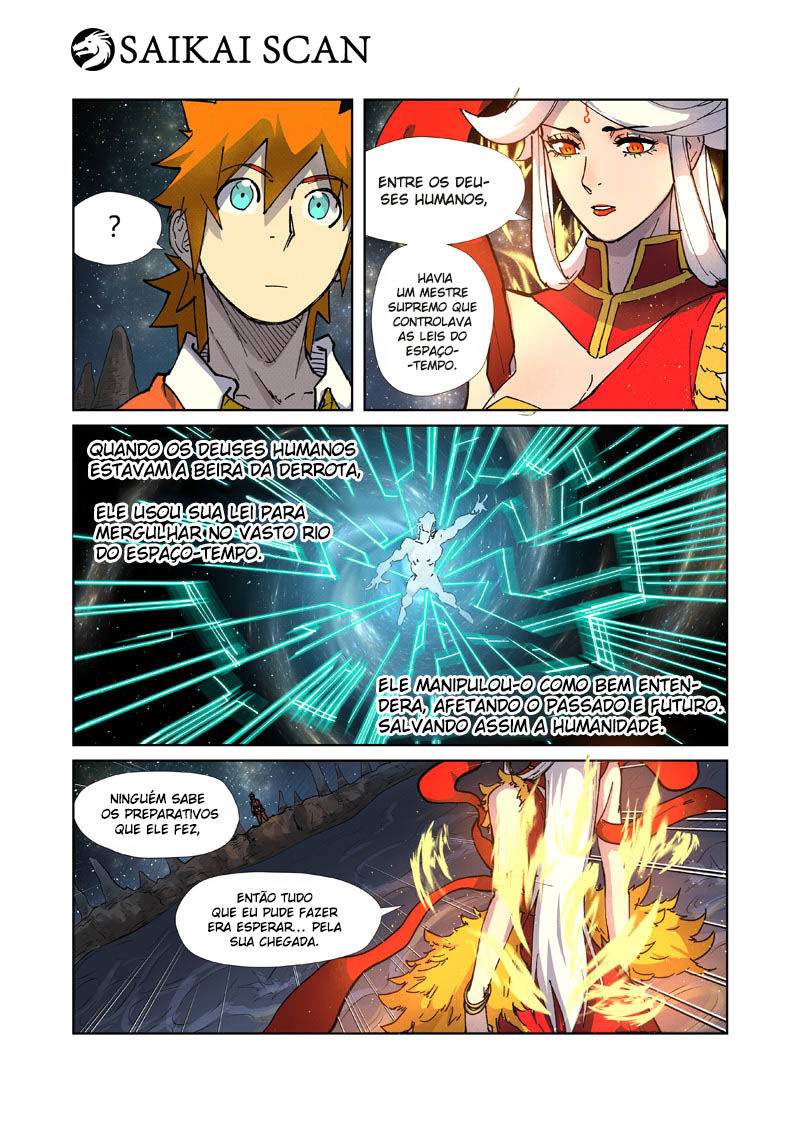 SAIKAI SCAN
?
ENTRE OS DEU-
SES HUMANOS,
HAVIA
UM MESTRE
SUPREMO QUE
CONTROLAVA
AS LEIS DO
ESPAÇO-
TEMPO.
QUANDO OS DEUSES HUMANOS
ESTAVAM A BEIRA DA DERROTA,
ELE USOU SUA LEI PARA
MERGULHAR NO VASTO RIO
DO ESPAÇO-TEMPO.
ELE MANIPULOU-O COMO BEM ENTEN-
DERA, AFETANDO O PASSADO E FUTURO.
SALVANDO ASSIM A HUMANIDADE.
NINGUÉM SABE
OS PREPARATIVOS
QUE ELE FEZ,
ENTÃO TUDO
QUE EU PUDE FAZER
ERA ESPERAR... PELA
SUA CHEGADA.